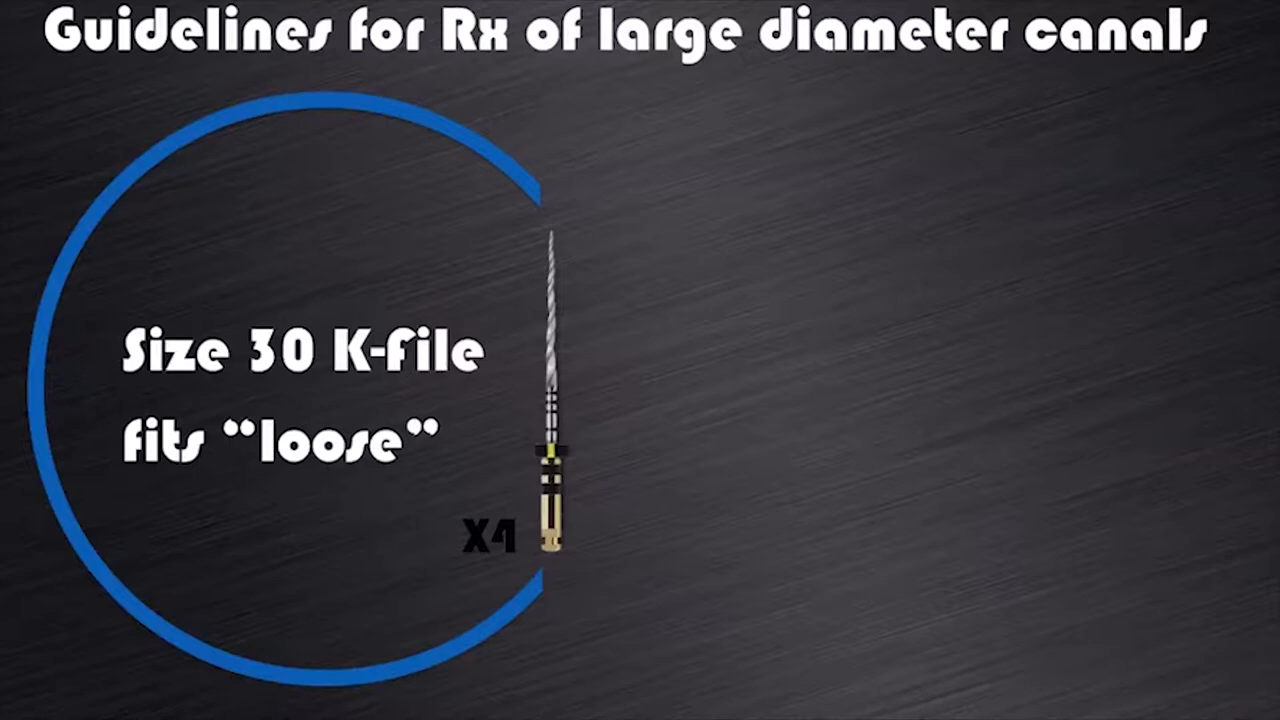 Guidelines for Rx of large diameter canals
Size 30 K-File
fits “loose”
X4